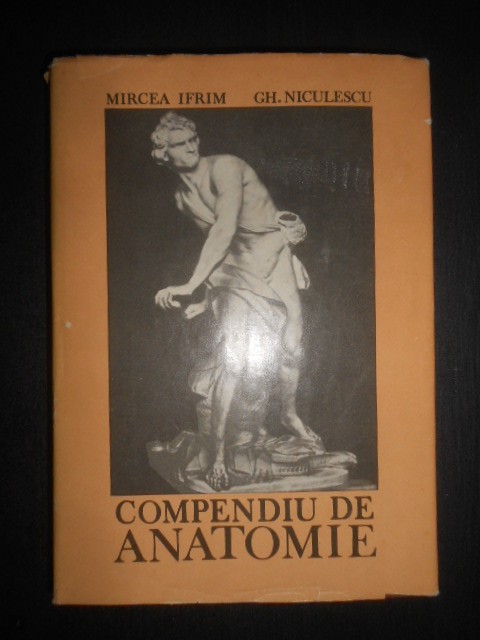 MIRCEA IFRIM GH. NICULESCU
COMPENDIU DE
ANATOMIE